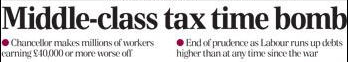 Middle-class tax time bomb
● Chancellor makes millions of workers
earning £40,000 or more worse off
● End of prudence as Labour runs up debts
higher than at any time since the war